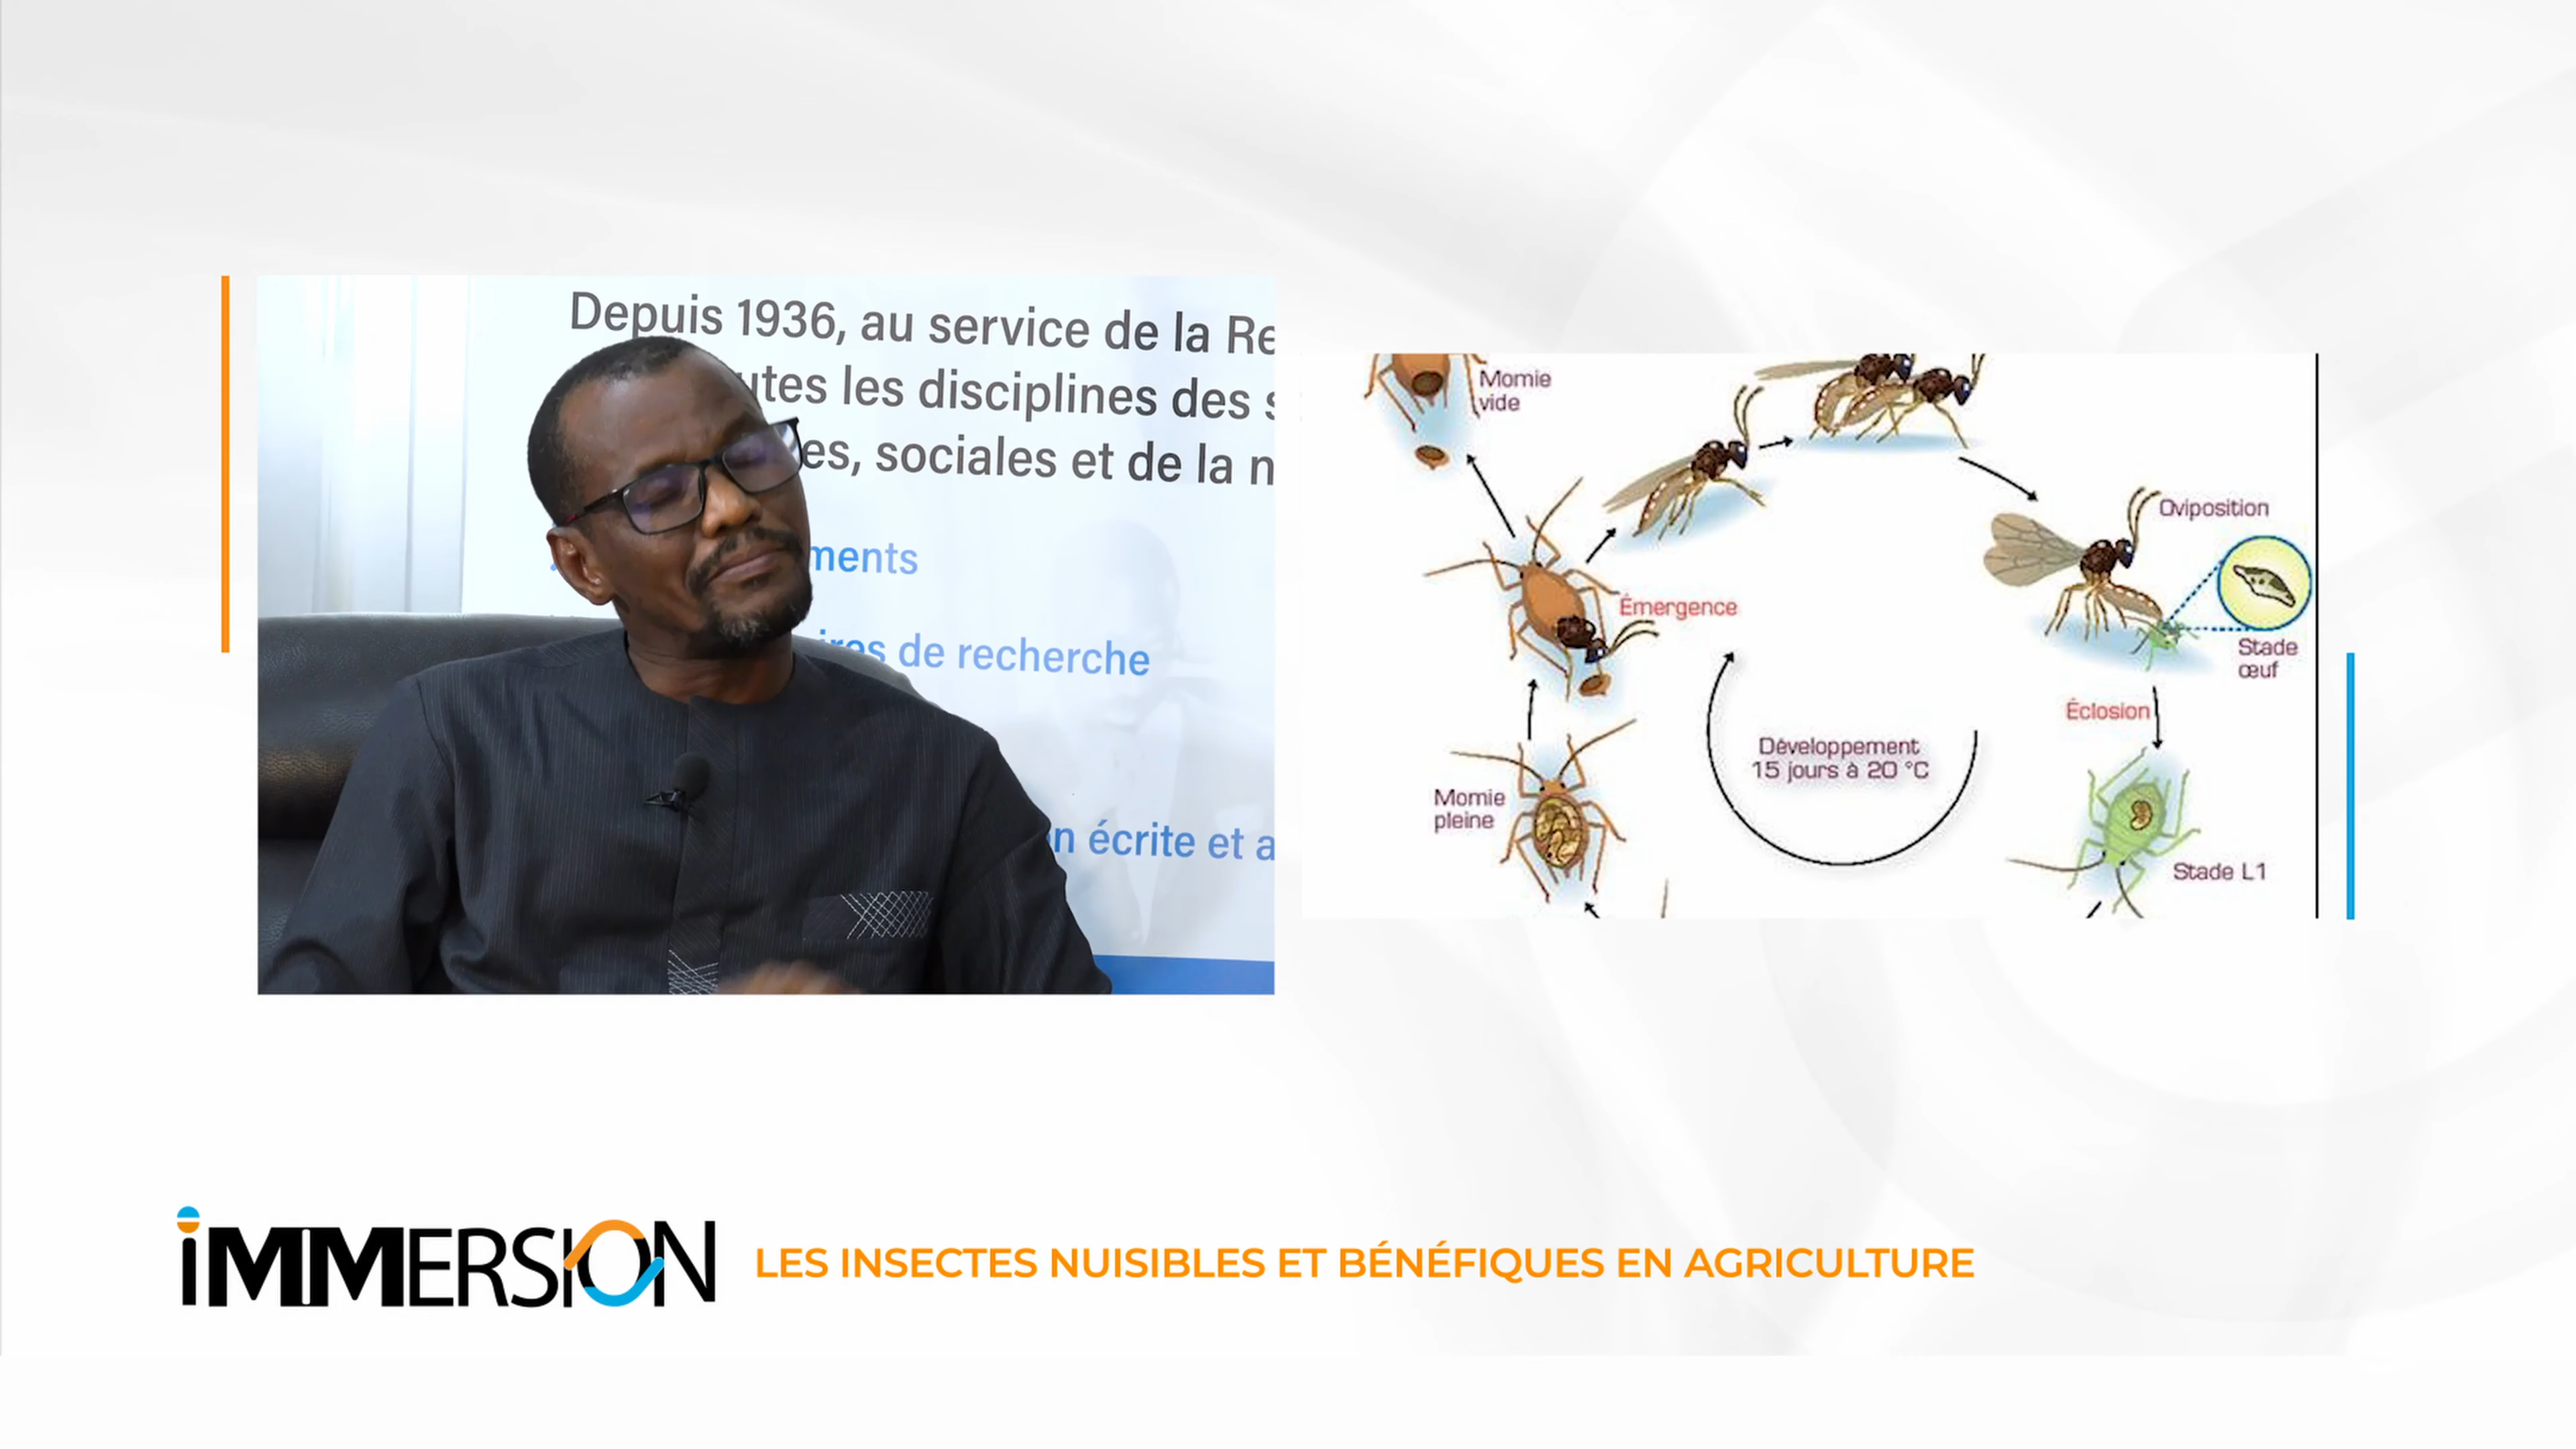 Depuis 1936, au service de la Re
utes les disciplines des s
es, sociales et de la n
ments
ires de recherche
n écrite et a
Momie
vide
Oviposition
Émergence
Stade
œuf
Éclosion
Développement
15 jours à 20 °C
Momie
pleine
Stade L1
iMMERSION
LES INSECTES NUISIBLES ET BÉNÉFIQUES EN AGRICULTURE